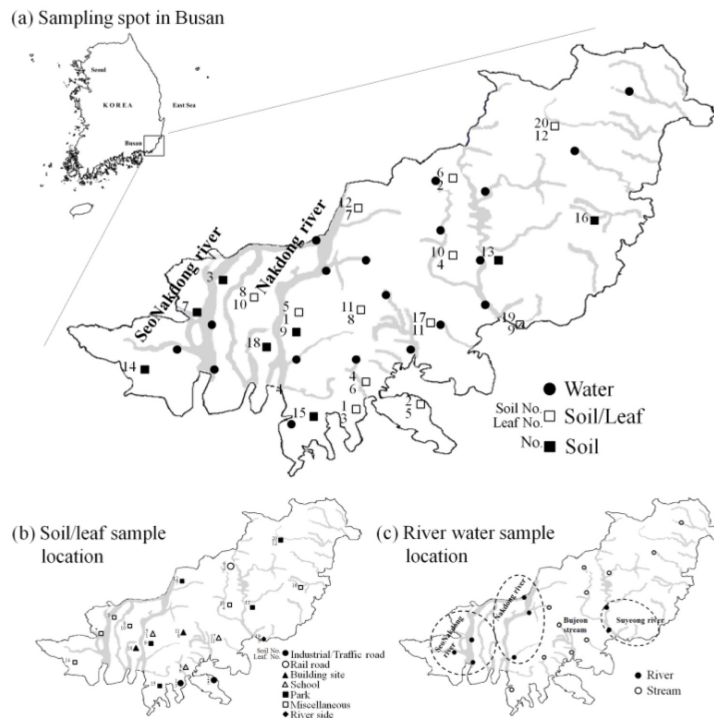 (a) Sampling spot in Busan
Seoul
KOREA
East Sea
Busan
20
12
6
2
12
7
16
10
4
13
SeoNakdong river
Nakdong river
3
8
10
7
5
1
9
11
8
17
11
19
9
18
14
4
6
15
1
3
2
5
Water
Soil No.
Leaf No.
Soil/Leaf
No.
Soil
(b) Soil/leaf sample
location
Soil No.
Leaf No.
Industrial/Traffic road
Rail road
Building site
School
Park
Miscellaneous
River side
(c) River water sample
location
SeoNakdong
river
Nakdong river
Bujeon
stream
Suyeong river
River
Stream